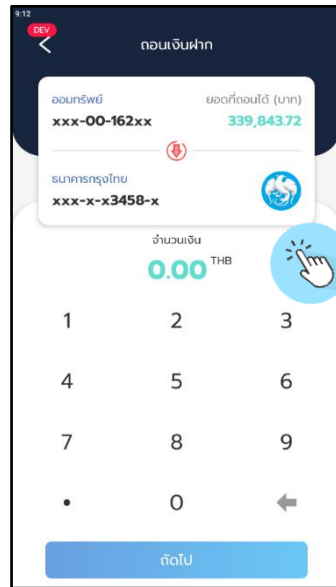 9:12
DEV
ถอนเงินฝาก
ออมทรัพย์ ยอดที่ถอนได้ (บาท)
xxx-00-162xx 339,843.72
ธนาคารกรุงไทย
xxx-x-x3458-x
จำนวนเงิน
0.00 THB
1 2 3
4 5 6
7 8 9
• 0
ถัดไป